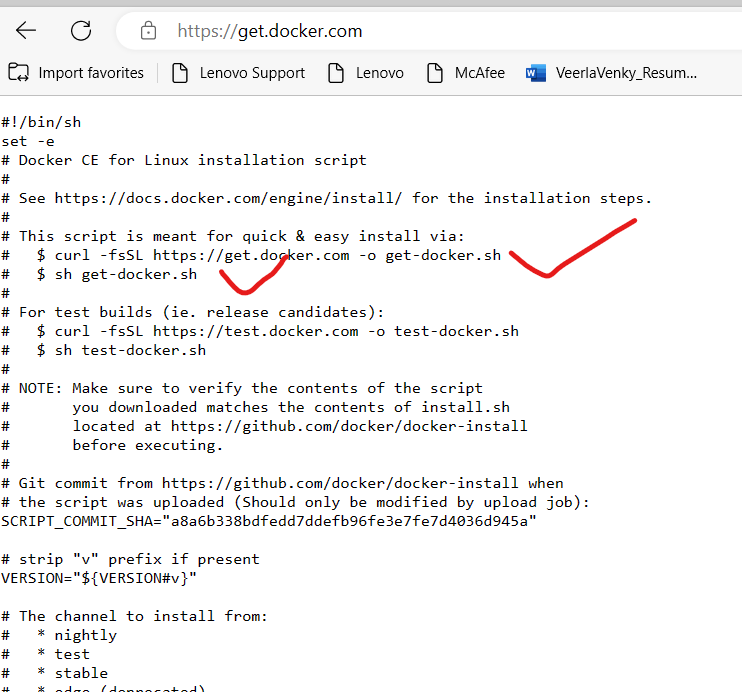 https://get.docker.com
Import favorites Lenovo Support Lenovo McAfee VeerlaVenky_Resum...
#!/bin/sh
set -e
# Docker CE for Linux installation script
#
# See https://docs.docker.com/engine/install/ for the installation steps.
#
# This script is meant for quick & easy install via:
#   $ curl -fsSL https://get.docker.com -o get-docker.sh
#   $ sh get-docker.sh
#
# For test builds (ie. release candidates):
#   $ curl -fsSL https://test.docker.com -o test-docker.sh
#   $ sh test-docker.sh
#
# NOTE: Make sure to verify the contents of the script
#       you downloaded matches the contents of install.sh
#       located at https://github.com/docker/docker-install
#       before executing.
#
# Git commit from https://github.com/docker/docker-install when
# the script was uploaded (Should only be modified by upload job):
SCRIPT_COMMIT_SHA="a8a6b338bdfedd7ddefb96fe3e7fe7d4036d945a"

# strip "v" prefix if present
VERSION="${VERSION#v}"

# The channel to install from:
#   * nightly
#   * test
#   * stable
#   * edge (deprecated)